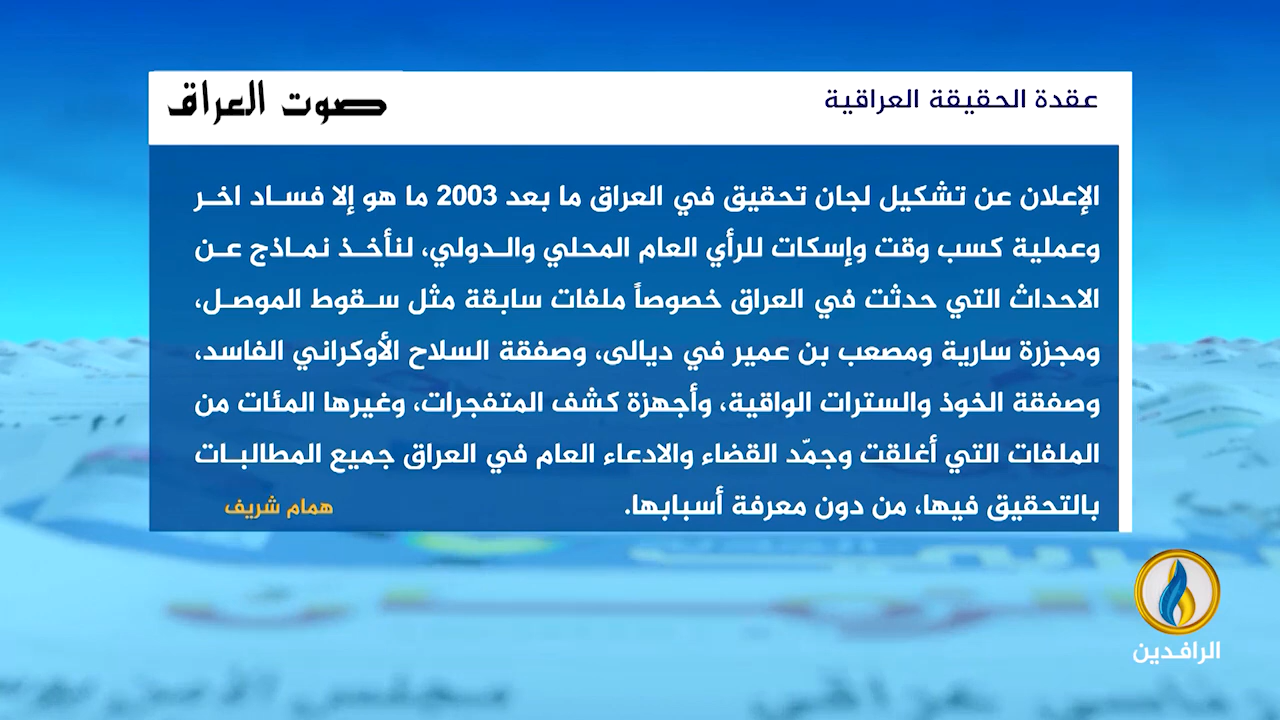 عقدة الحقيقة العراقية
صوت العراق
الإعلان عن تشكيل لجان تحقيق في العراق ما بعد 2003 ما هو إلا فساد اخر
وعملية كسب وقت وإسكات للرأي العام المحلي والدولي، لنأخذ نماذج عن
الاحداث التي حدثت في العراق خصوصاً ملفات سابقة مثل سقوط الموصل،
ومجزرة سارية ومصعب بن عمير في ديالى، وصفقة السلاح الأوكراني الفاسد،
وصفقة الخوذ والسترات الواقية، وأجهزة كشف المتفجرات، وغيرها المئات من
الملفات التي أغلقت وجمّد القضاء والادعاء العام في العراق جميع المطالبات
بالتحقيق فيها، من دون معرفة أسبابها.
همام شريف
الرافدين
مجلس الأمن